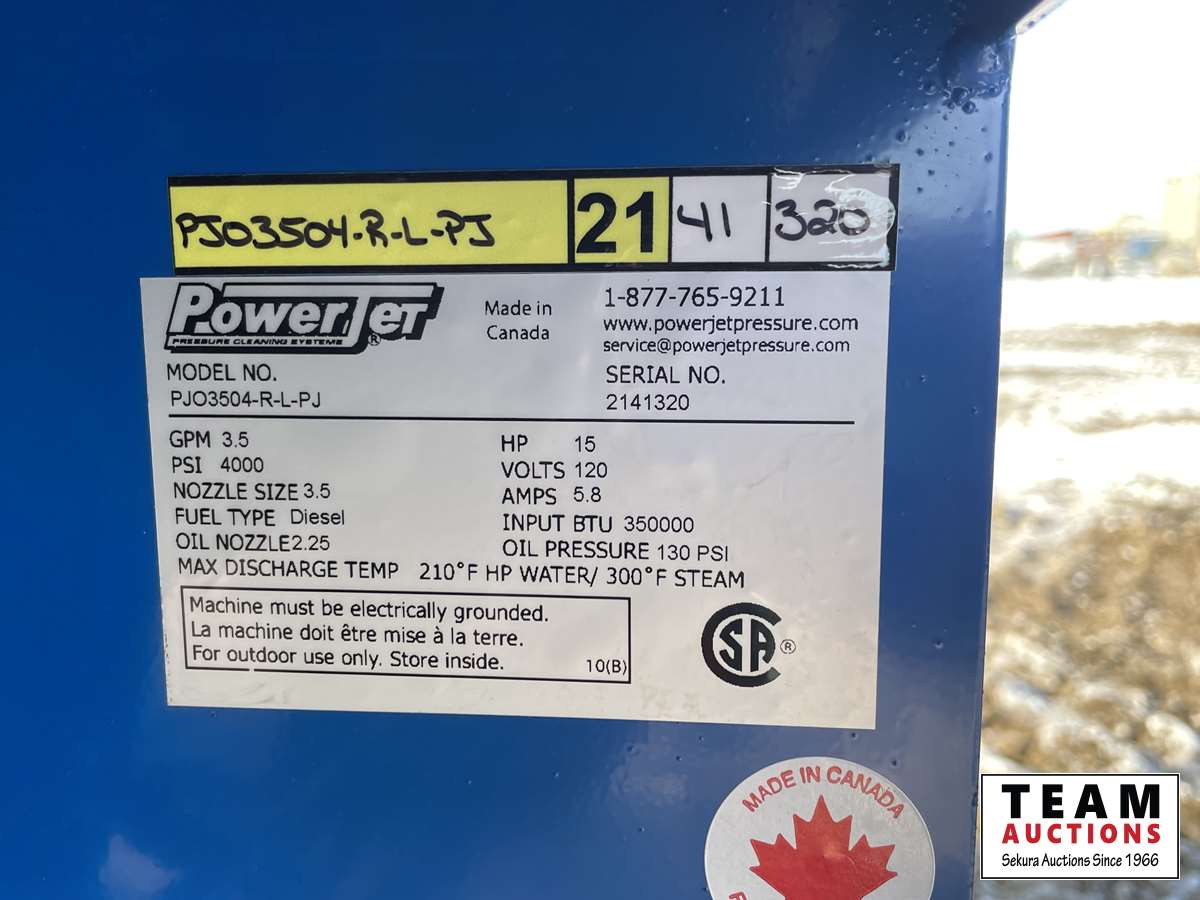 PJO3504-R-L-PJ 21 41 320
PowerJet
PRESSURE CLEANING SYSTEMS ®
Made in
Canada
1-877-765-9211
www.powerjetpressure.com
service@powerjetpressure.com
MODEL NO.
PJO3504-R-L-PJ
SERIAL NO.
2141320
GPM 3.5
PSI 4000
NOZZLE SIZE 3.5
FUEL TYPE Diesel
OIL NOZZLE 2.25
HP 15
VOLTS 120
AMPS 5.8
INPUT BTU 350000
OIL PRESSURE 130 PSI
MAX DISCHARGE TEMP 210°F HP WATER/ 300°F STEAM
Machine must be electrically grounded.
La machine doit être mise à la terre.
For outdoor use only. Store inside. 10(B)
CSA ®
MADE IN CANADA
TEAM
AUCTIONS
Sekura Auctions Since 1966